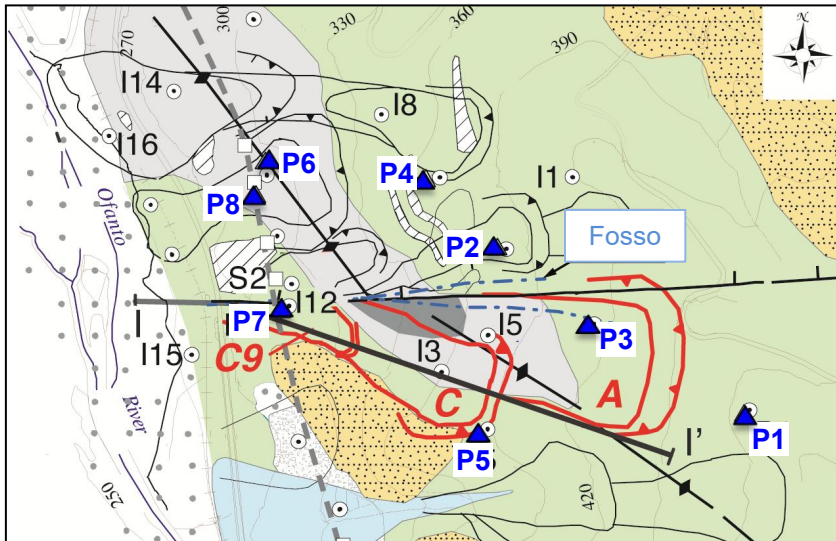 270
300
330
360
390
N
I14
I8
I16
P6
P4
I1
P8
P2
Fosso
Ofanto
S2
I12
P7
I
I15
I5
P3
I3
C9
C
A
P1
I'
P5
River
250
420